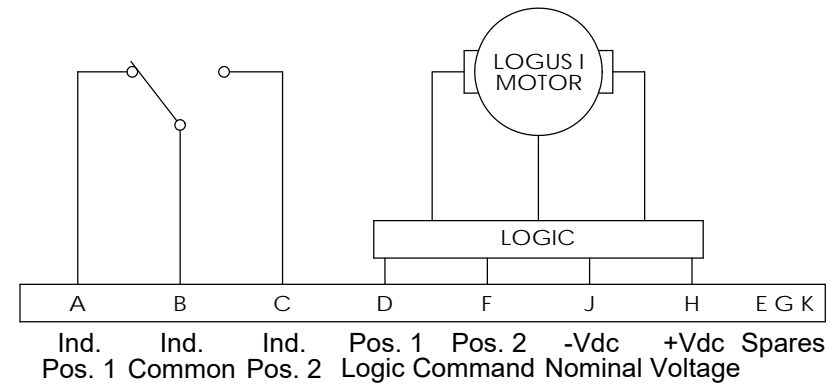 LOGUS I
MOTOR
LOGIC
A B C D F J H E G K
Ind. Ind. Ind. Pos. 1 Pos. 2 -Vdc +Vdc Spares
Pos. 1 Common Pos. 2 Logic Command Nominal Voltage